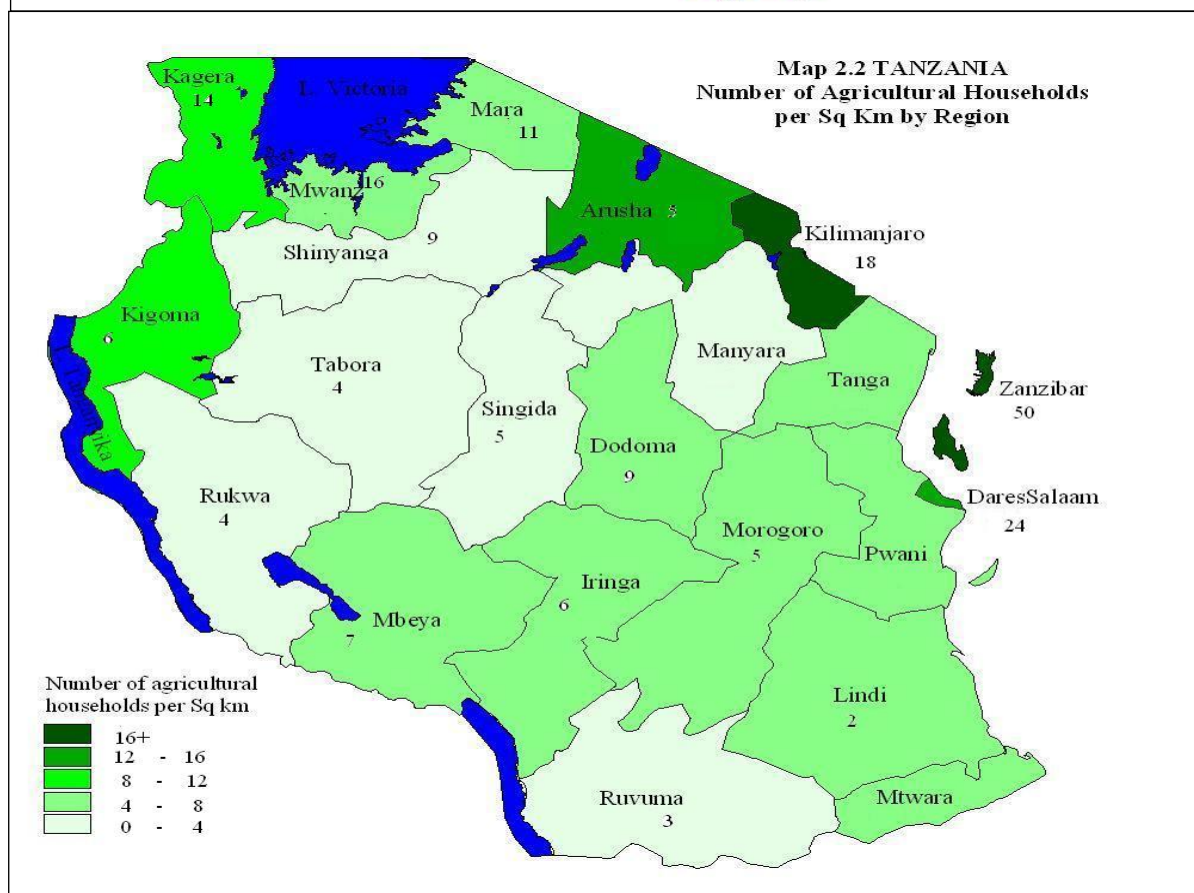 Map 2.2 TANZANIA
Number of Agricultural Households
per Sq Km by Region
Kagera
14
L. Victoria
Mara
11
Mwanz
16
Arusha 5
Kilimanjaro
18
Shinyanga
9
Kigoma
6
Tabora
4
Singida
5
Manyara
Tanga
Zanzibar
50
Dodoma
9
Rukwa
4
DaresSalaam
24
Morogoro
5
Pwani
Iringa
6
Mbeya
7
Lindi
2
Ruvuma
3
Mtwara
Number of agricultural
households per Sq km
16+
12 - 16
8 - 12
4 - 8
0 - 4